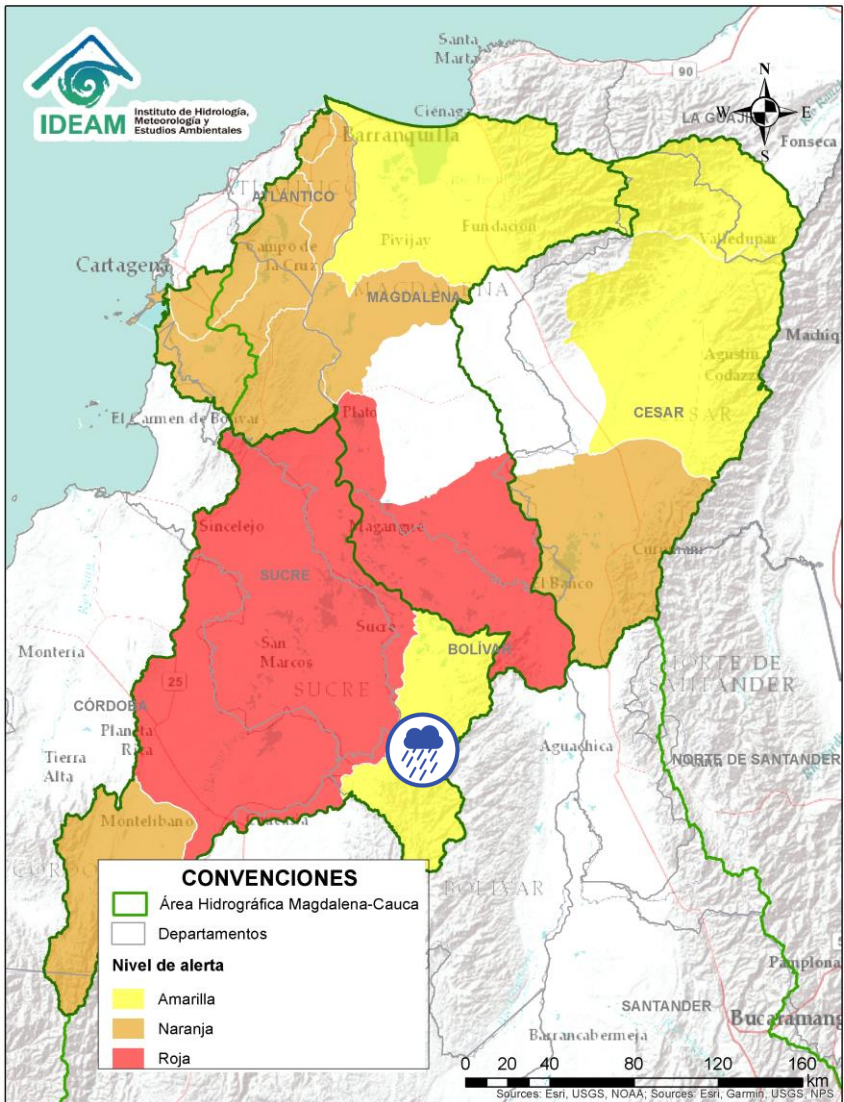 IDEAM
Instituto de Hidrología,
Meteorología y
Estudios Ambientales
Santa
Marta
90
N
W
E
S
LA GUAJIRA
Fonseca
Ciénaga
Barranquilla
ATLÁNTICO
Fundación
Pivijay
Valledupar
Campo de
la Cruz
Cartagena
MAGDALENA
Machiq
Agustín
Codazzi
CESAR
El Carmen de Bolívar
Plato
Sincelejo
Magangué
SUCRE
Curumaní
El Banco
Sucre
San
Marcos
BOLÍVAR
Montería
SUCRE
NORTE DE
SANTANDER
25
CÓRDOBA
Planeta
Rica
Aguachica
Tierra
Alta
NORTE DE SANTANDER
Montelíbano
Caucasia
BOLÍVAR
CONVENCIONES
Área Hidrográfica Magdalena-Cauca
Departamentos
Nivel de alerta
Amarilla
Naranja
Roja
Pamplona
SANTANDER
Bucaramang
Barrancabermeja
0 20 40 80 120 160
km
Sources: Esri, USGS, NOAA; Sources: Esri, Garmin, USGS, NPS